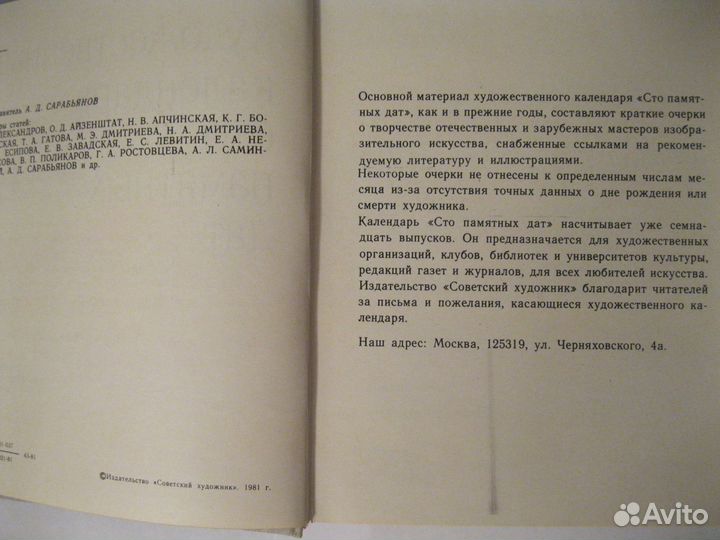 А. Д. САРАБЬЯНОВ
статей:
О. Д. АЙЗЕНШТАТ, Н. В. АПЧИНСКАЯ, К. Г. БО-
Т. А. ГАТОВА, М. Э. ДМИТРИЕВА, Н. А. ДМИТРИЕВА,
ЕСИПОВА, Е. В. ЗАВАДСКАЯ, Е. С. ЛЕВИТИН, Е. А. НЕ-
В. П. ПОЛИКАРОВ, Г. А. РОСТОВЦЕВА, А. Л. САМИН-
А. Д. САРАБЬЯНОВ и др.
45-81
©Издательство «Советский художник», 1981 г.
Основной материал художественного календаря «Сто памят-
ных дат», как и в прежние годы, составляют краткие очерки
о творчестве отечественных и зарубежных мастеров изобра-
зительного искусства, снабженные ссылками на рекомен-
дуемую литературу и иллюстрациями.
Некоторые очерки не отнесены к определенным числам ме-
сяца из-за отсутствия точных данных о дне рождения или
смерти художника.
Календарь «Сто памятных дат» насчитывает уже семна-
дцать выпусков. Он предназначается для художественных
организаций, клубов, библиотек и университетов культуры,
редакций газет и журналов, для всех любителей искусства.
Издательство «Советский художник» благодарит читателей
за письма и пожелания, касающиеся художественного ка-
лендаря.
Наш адрес: Москва, 125319, ул. Черняховского, 4а.
Avito